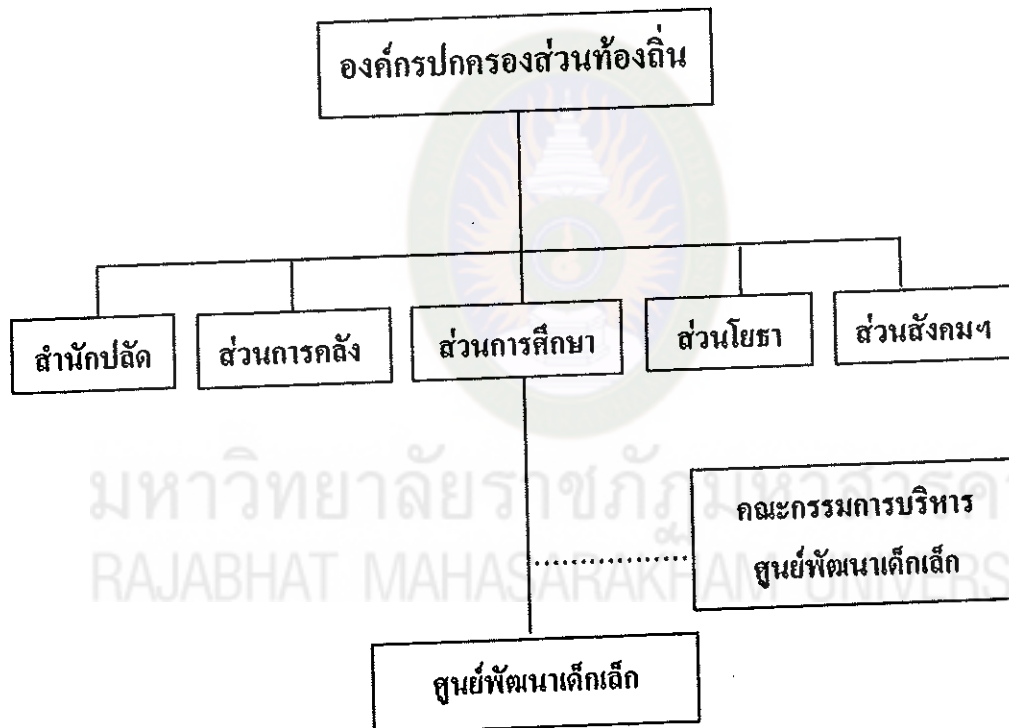 องค์กรปกครองส่วนท้องถิ่น
สำนักปลัด
ส่วนการคลัง
ส่วนการศึกษา
ส่วนโยธา
ส่วนสังคมฯ
คณะกรรมการบริหาร
ศูนย์พัฒนาเด็กเล็ก
มหาวิทยาลัยราชภัฏมหาสารคา
RAJABHAT MAHASARAKHAM UNIVERS
ศูนย์พัฒนาเด็กเล็ก